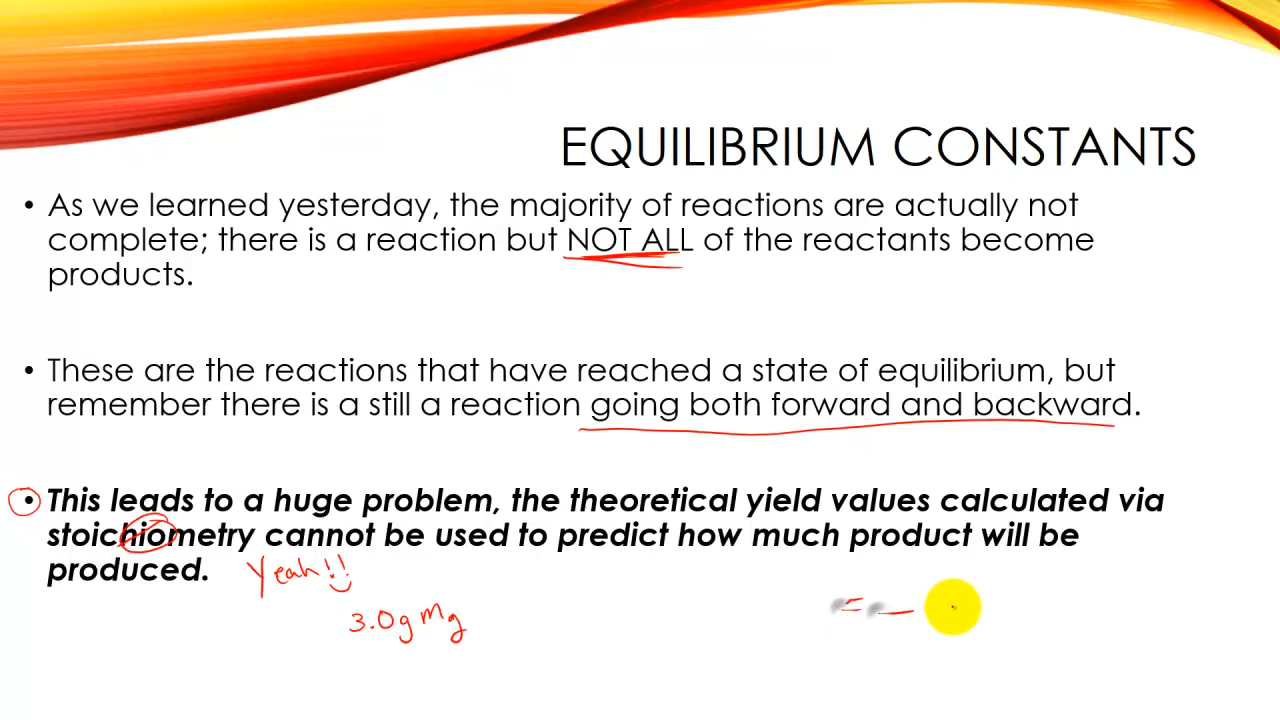 EQUILIBRIUM CONSTANTS
• As we learned yesterday, the majority of reactions are actually not
complete; there is a reaction but NOT ALL of the reactants become
products.
• These are the reactions that have reached a state of equilibrium, but
remember there is a still a reaction going both forward and backward.
• This leads to a huge problem, the theoretical yield values calculated via
stoichiometry cannot be used to predict how much product will be
produced.
Yeah!!
3.0g Mg
= _